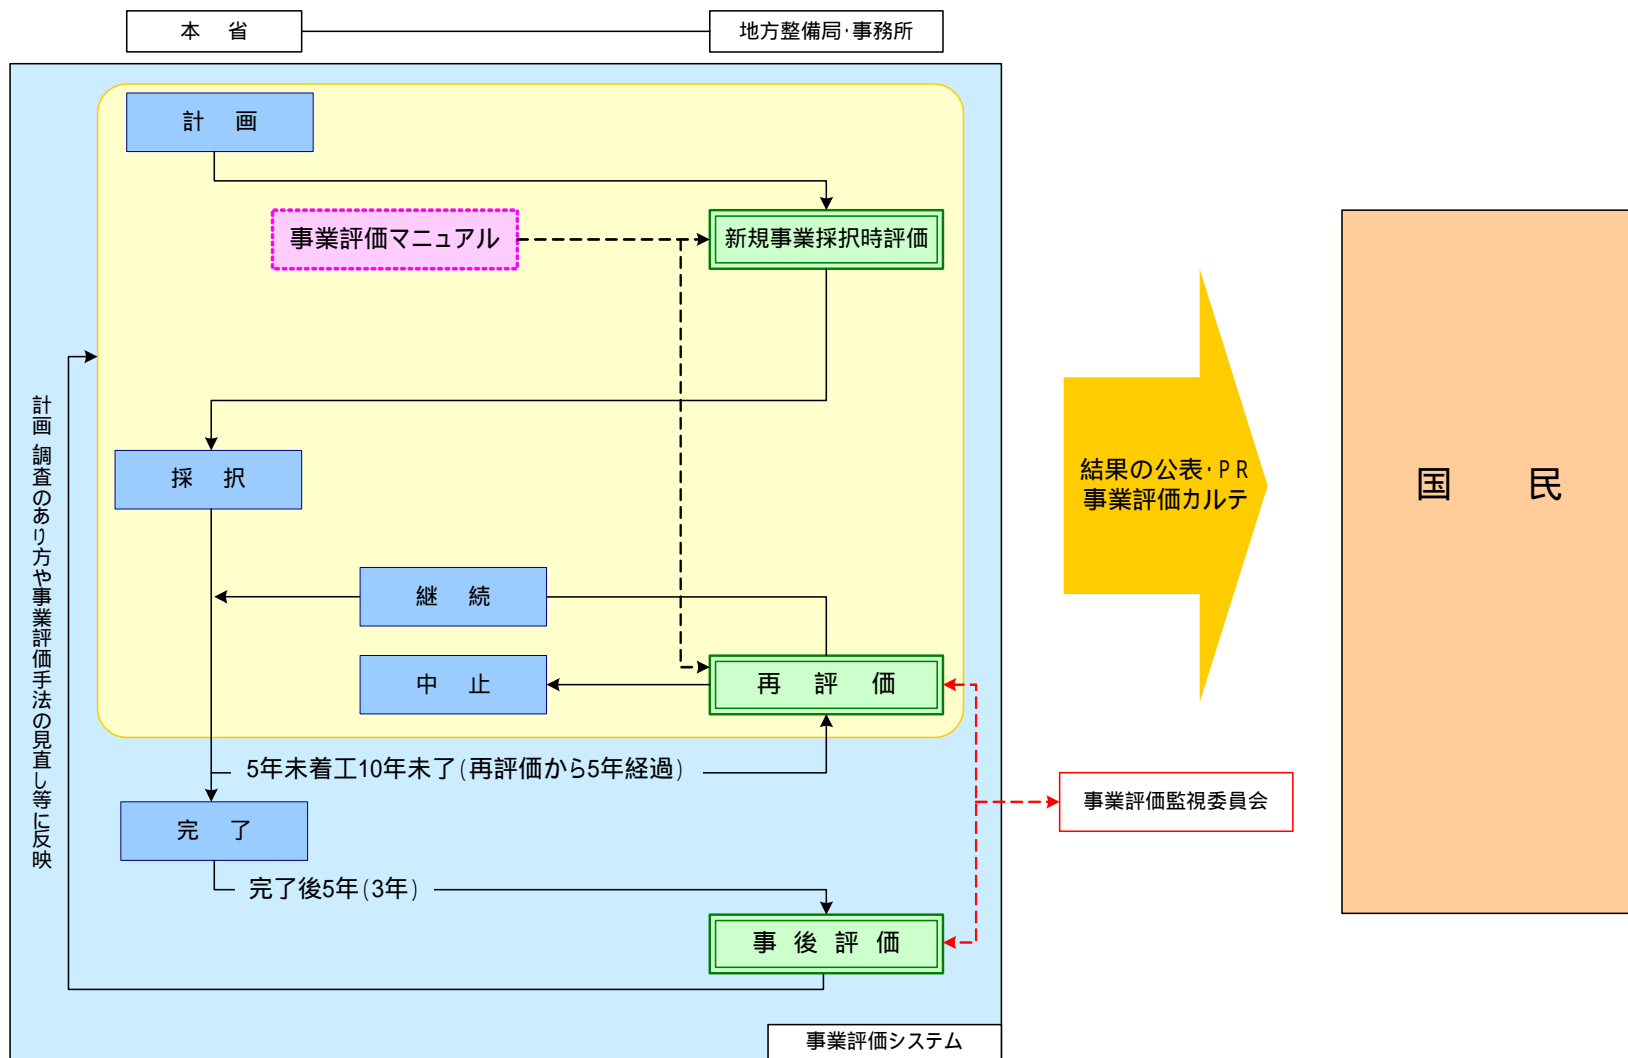 本　省
地方整備局・事務所
計　画
事業評価マニュアル
新規事業採択時評価
採　択
継　続
中　止
再　評　価
5年未着工10年未了(再評価から5年経過)
完　了
完了後5年(3年)
事 後 評 価
計画 調査のあり方や事業評価手法の見直し等に反映
事業評価システム
結果の公表・PR
事業評価カルテ
事業評価監視委員会
国　民